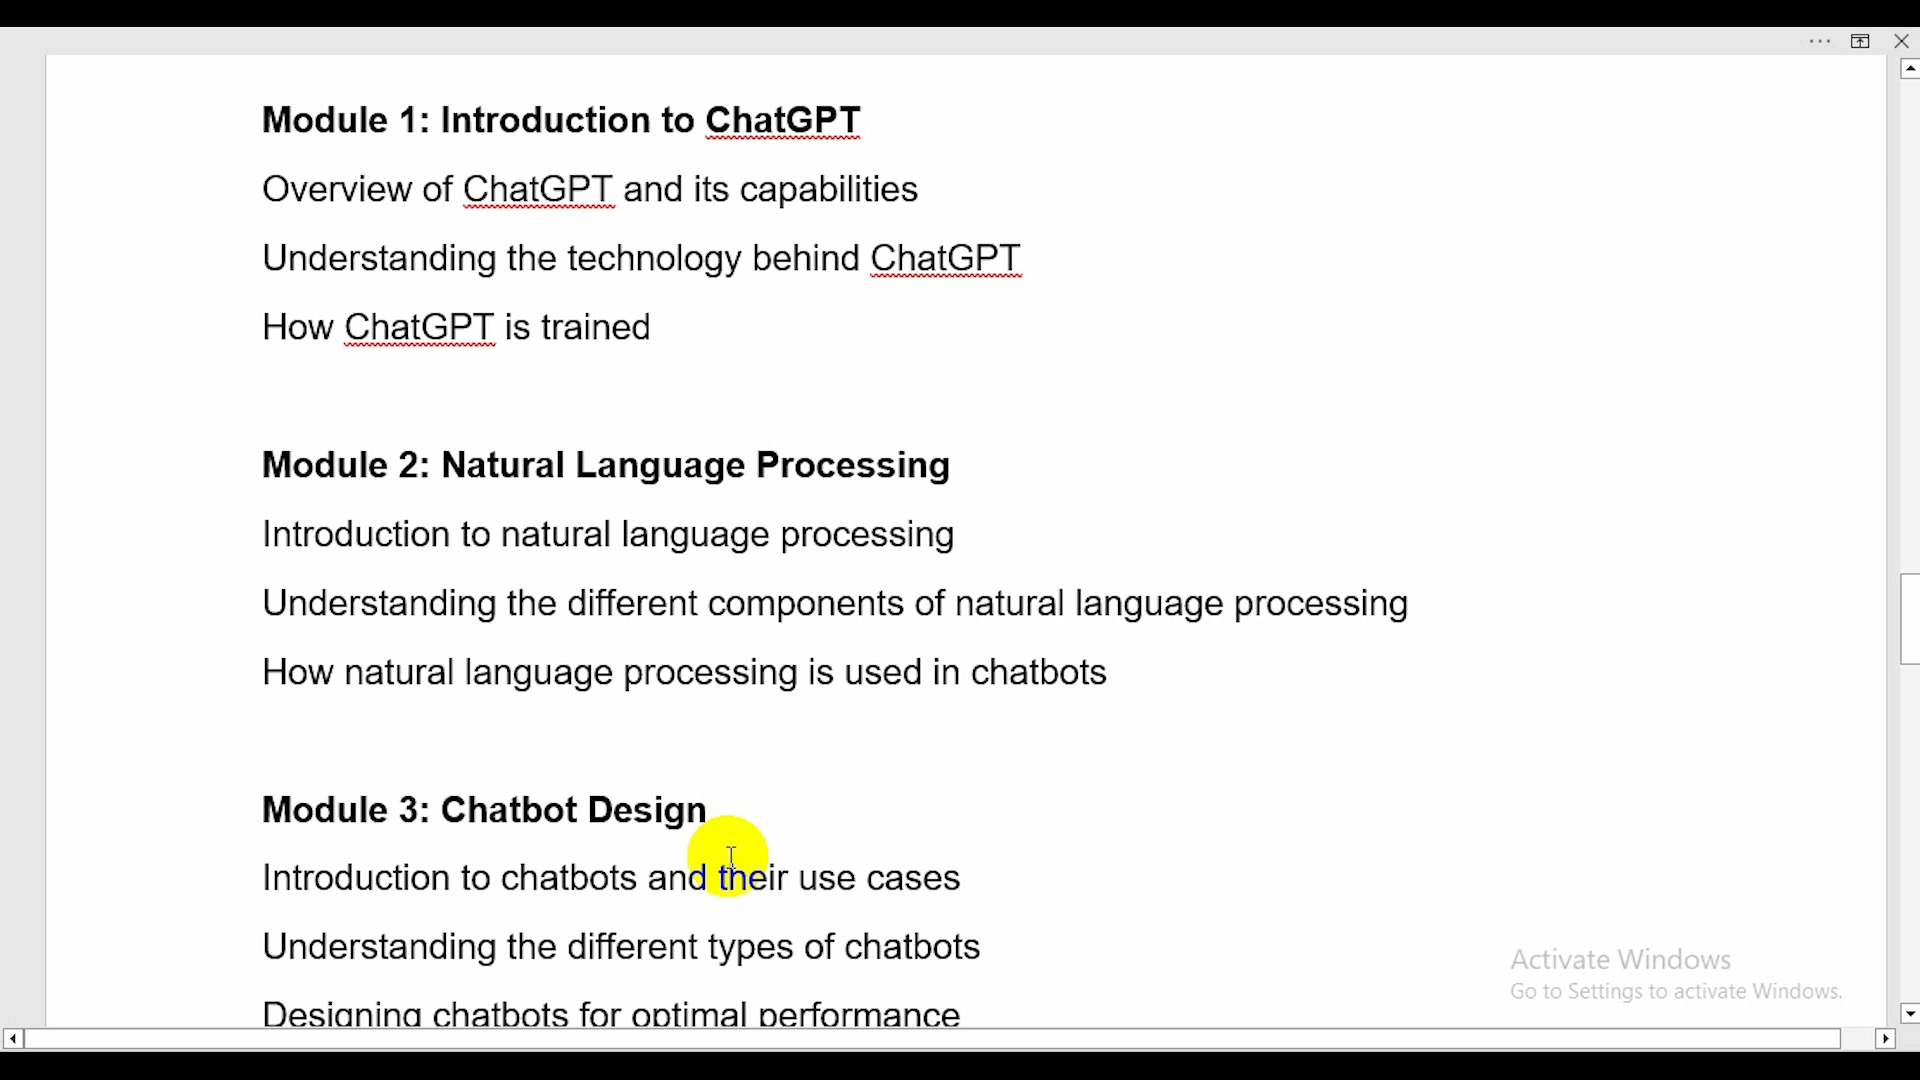 Module 1: Introduction to ChatGPT
Overview of ChatGPT and its capabilities
Understanding the technology behind ChatGPT
How ChatGPT is trained
Module 2: Natural Language Processing
Introduction to natural language processing
Understanding the different components of natural language processing
How natural language processing is used in chatbots
Module 3: Chatbot Design
Introduction to chatbots and their use cases
Understanding the different types of chatbots
Designing chatbots for optimal performance
Activate Windows
Go to Settings to activate Windows.